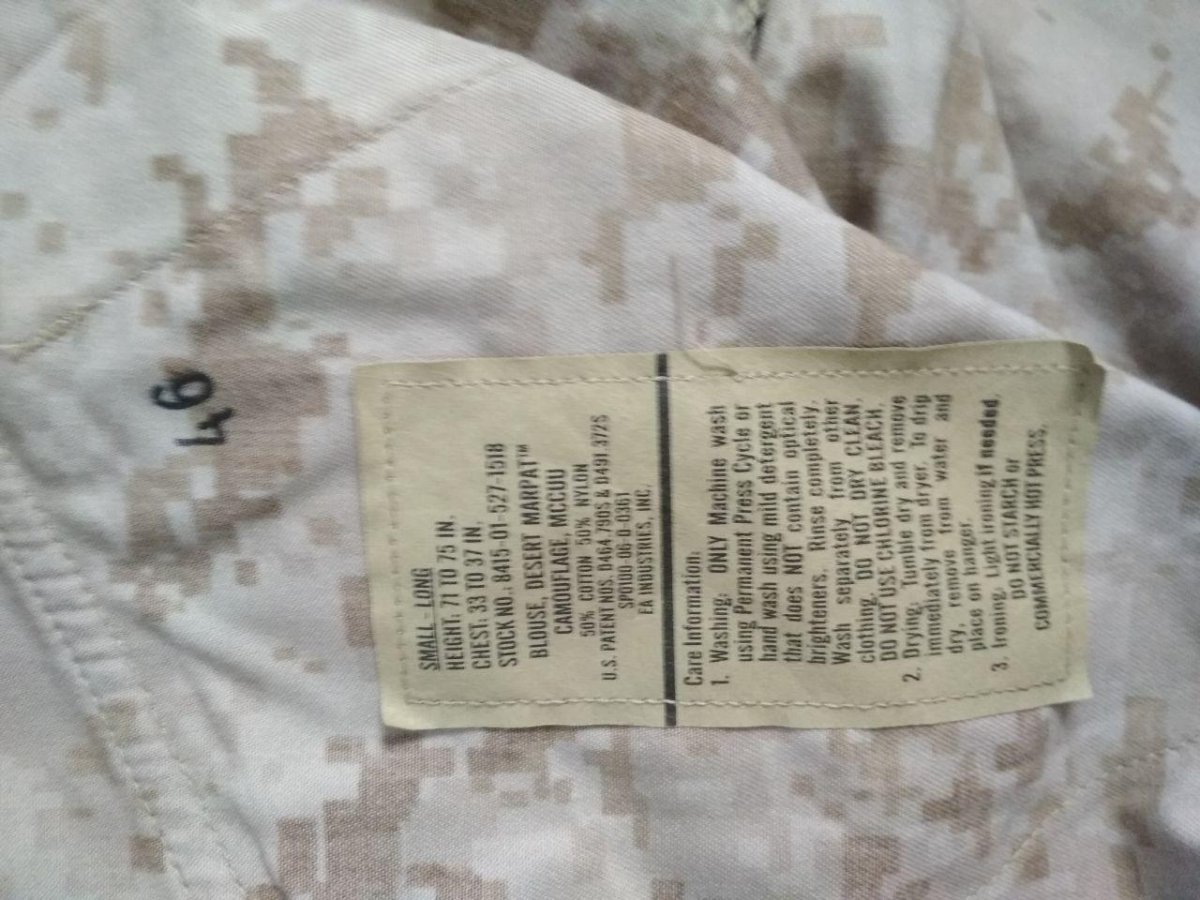 46
SMALL - LONG
HEIGHT: 71 TO 75 IN.
CHEST: 33 TO 37 IN.
STOCK NO.: 8415-01-527-1518
BLOUSE, DESERT MARPAT™
CAMOUFLAGE, MCCUU
50% COTTON 50% NYLON
U.S. PATENT NOS. D464,790S & D491,372S
SPO100-06-D-0361
EA INDUSTRIES, INC.
Care Information:
1. Washing: ONLY Machine wash
using Permanent Press Cycle or
hand wash using mild detergent
that does NOT contain optical
brighteners. Rinse completely.
Wash separately from other
clothing. DO NOT DRY CLEAN.
DO NOT USE CHLORINE BLEACH.
2. Drying: Tumble dry and remove
immediately from dryer. To drip
dry, remove from water and
place on hanger.
3. Ironing. Light ironing if needed.
DO NOT STARCH or
COMMERCIALLY HOT PRESS.